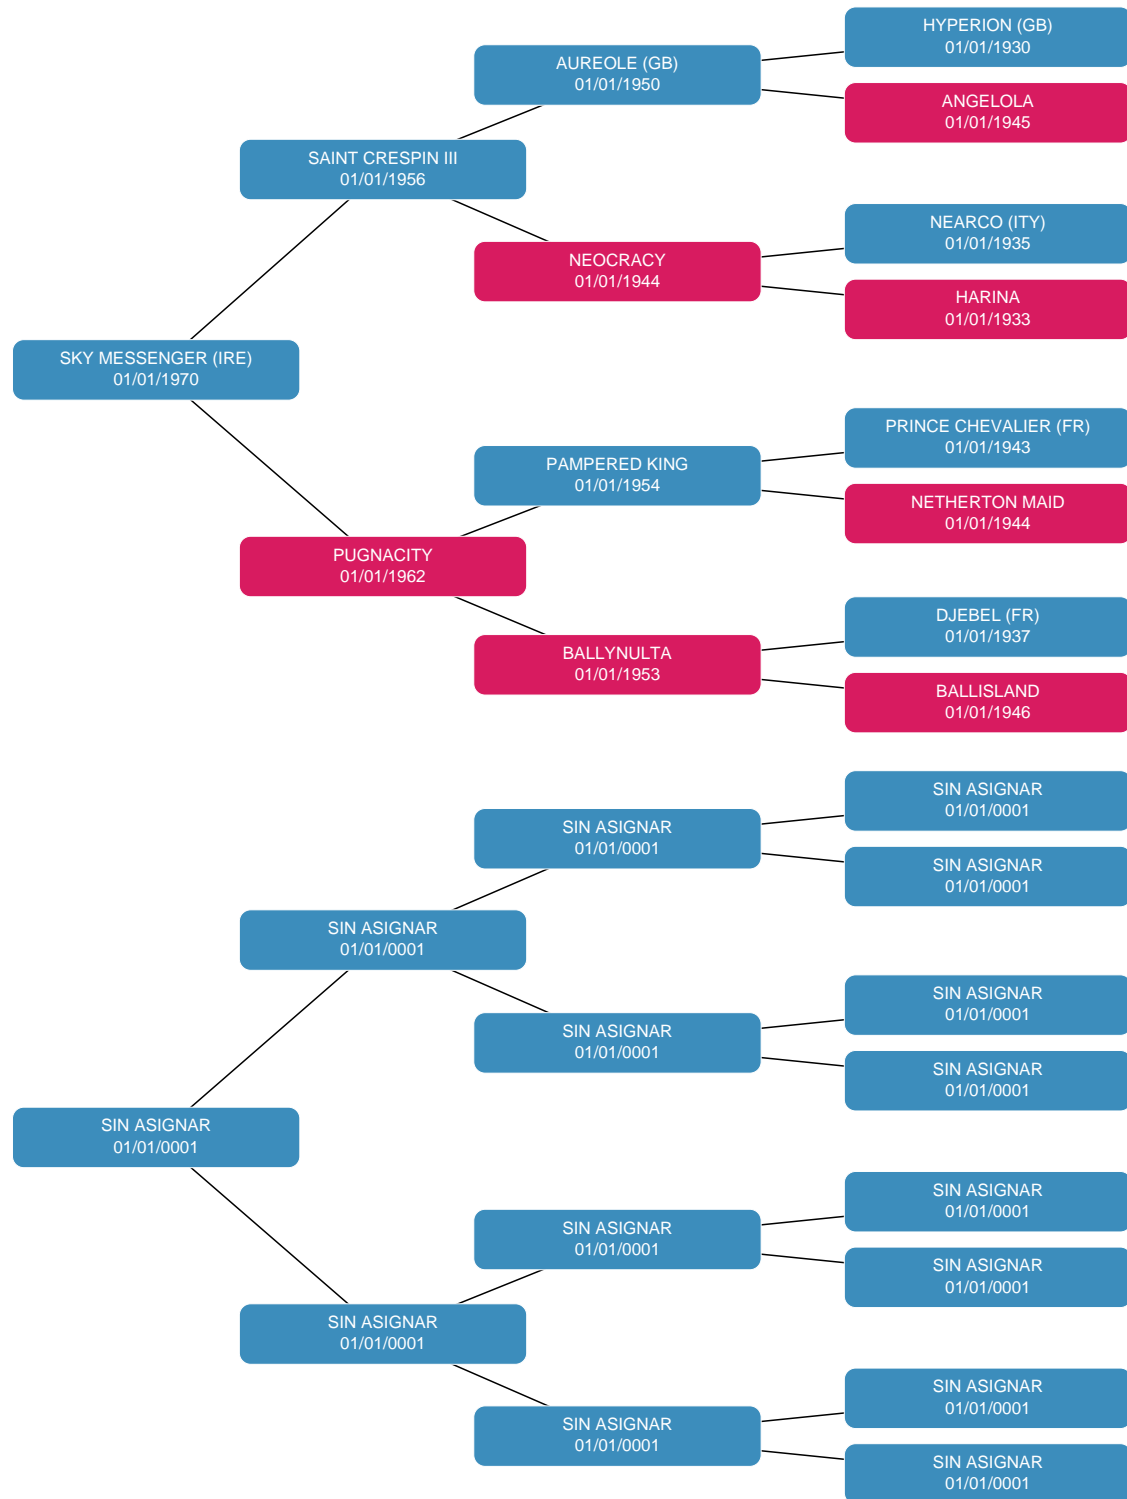 HYPERION (GB)
01/01/1930
AUREOLE (GB)
01/01/1950
ANGELOLA
01/01/1945
SAINT CRESPIN III
01/01/1956
NEARCO (ITY)
01/01/1935
NEOCRACY
01/01/1944
HARINA
01/01/1933
SKY MESSENGER (IRE)
01/01/1970
PRINCE CHEVALIER (FR)
01/01/1943
PAMPERED KING
01/01/1954
NETHERTON MAID
01/01/1944
PUGNACITY
01/01/1962
DJEBEL (FR)
01/01/1937
BALLYNULTA
01/01/1953
BALLISLAND
01/01/1946
SIN ASIGNAR
01/01/0001
SIN ASIGNAR
01/01/0001
SIN ASIGNAR
01/01/0001
SIN ASIGNAR
01/01/0001
SIN ASIGNAR
01/01/0001
SIN ASIGNAR
01/01/0001
SIN ASIGNAR
01/01/0001
SIN ASIGNAR
01/01/0001
SIN ASIGNAR
01/01/0001
SIN ASIGNAR
01/01/0001
SIN ASIGNAR
01/01/0001
SIN ASIGNAR
01/01/0001
SIN ASIGNAR
01/01/0001
SIN ASIGNAR
01/01/0001
SIN ASIGNAR
01/01/0001